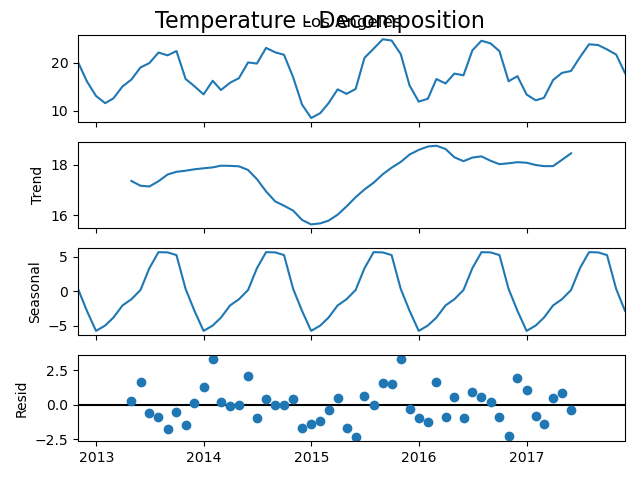 Temperature - Decomposition
Los Angeles
20
10
Trend
18
16
Seasonal
5
0
−5
Resid
2.5
0.0
−2.5
2013 2014 2015 2016 2017